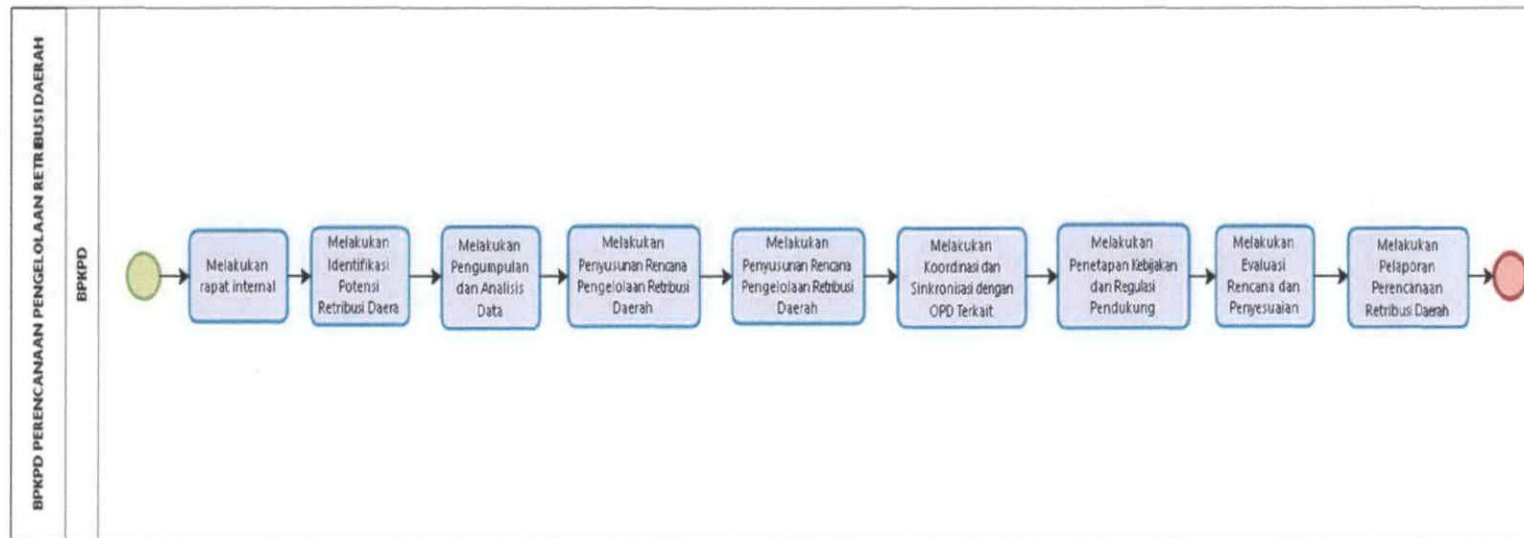 BPKPD PERENCANAAN PENGELOLAAN RETRIBUSI DAERAH
BPKPD
Melakukan
rapat internal
Melakukan
Identifikasi
Potensi
Retribusi Daera
Melakukan
Pengumpulan
dan Analisis
Data
Melakukan
Penyusunan Rencana
Pengelolaan Retribusi
Daerah
Melakukan
Penyusunan Rencana
Pengelolaan Retribusi
Daerah
Melakukan
Koordinasi dan
Sinkronisasi dengan
OPD Terkait
Melakukan
Penetapan Kebijakan
dan Regulasi
Pendukung
Melakukan
Evaluasi
Rencana dan
Penyesuaian
Melakukan
Pelaporan
Perencanaan
Retribusi Daerah